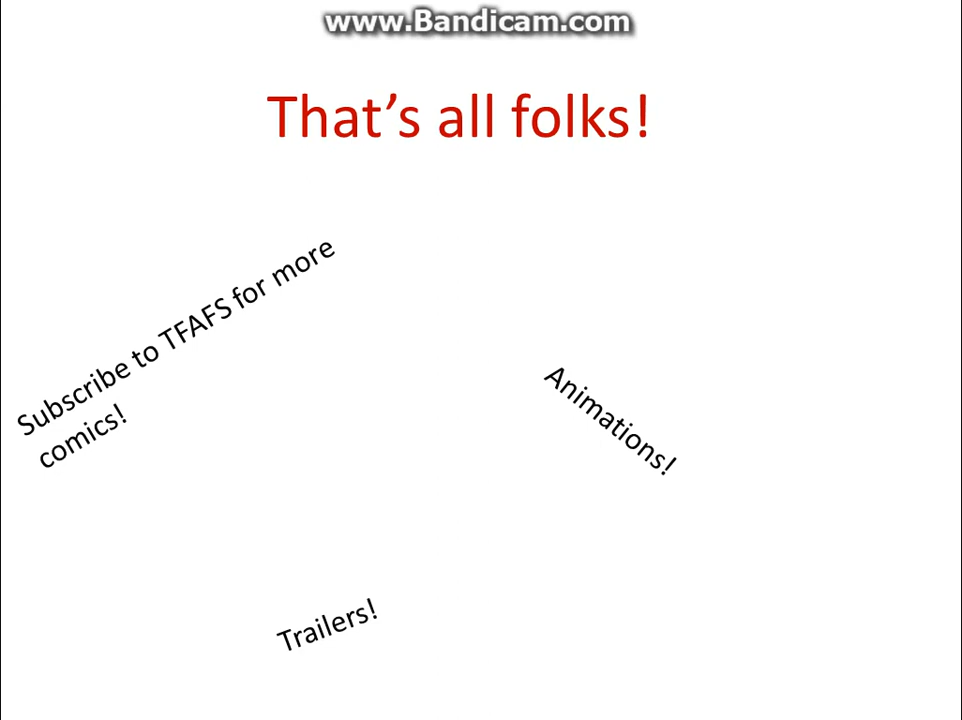 www.Bandicam.com
That’s all folks!
Subscribe to TFAFS for more
comics!
Animations!
Trailers!